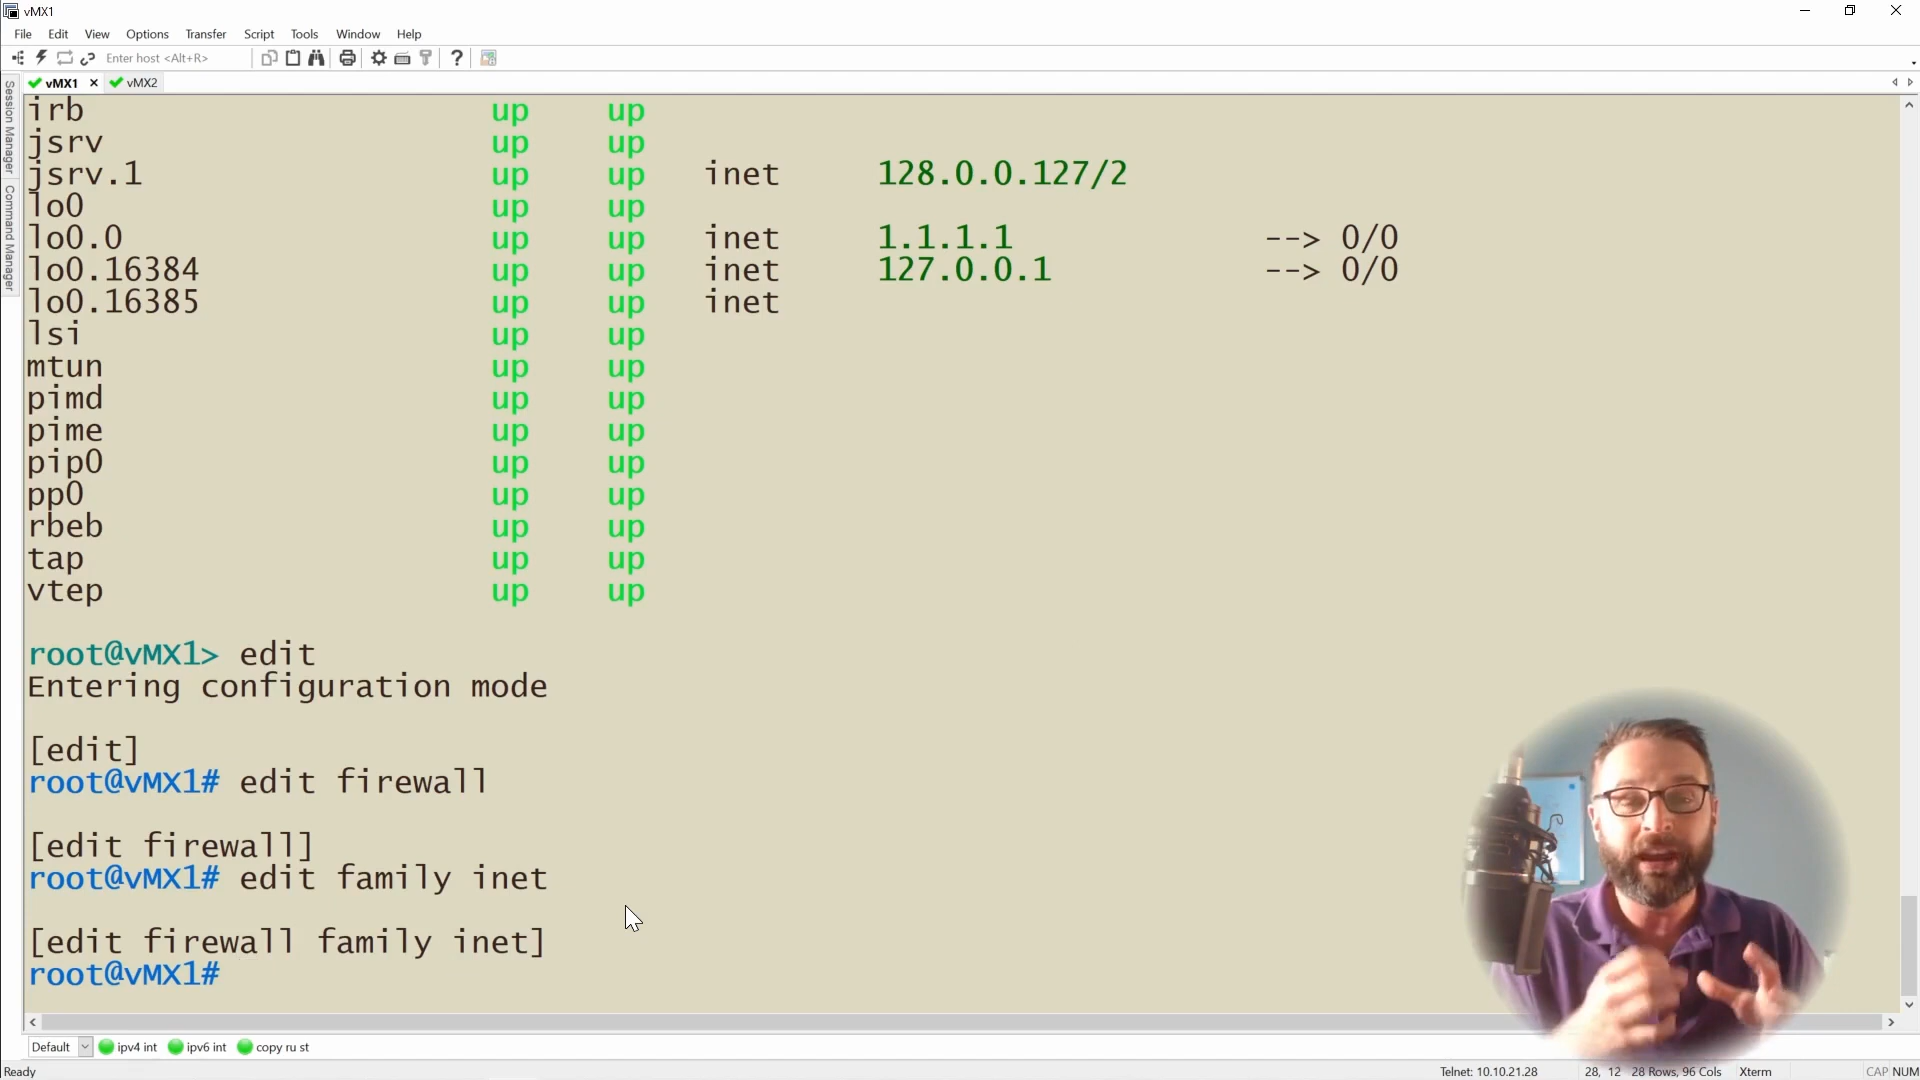 vMX1
File Edit View Options Transfer Script Tools Window Help
Enter host <Alt+R>
vMX1 vMX2
Session Manager
Command Manager
irb up up
jsrv up up
jsrv.1 up up inet 128.0.0.127/2
lo0 up up
lo0.0 up up inet 1.1.1.1 --> 0/0
lo0.16384 up up inet 127.0.0.1 --> 0/0
lo0.16385 up up inet
lsi up up
mtun up up
pimd up up
pime up up
pip0 up up
pp0 up up
rbeb up up
tap up up
vtep up up
root@vMX1> edit
Entering configuration mode
[edit]
root@vMX1# edit firewall
[edit firewall]
root@vMX1# edit family inet
[edit firewall family inet]
root@vMX1#
Default ipv4 int ipv6 int copy ru st
Ready Telnet: 10.10.21.28 28, 12 28 Rows, 96 Cols Xterm CAP NUM